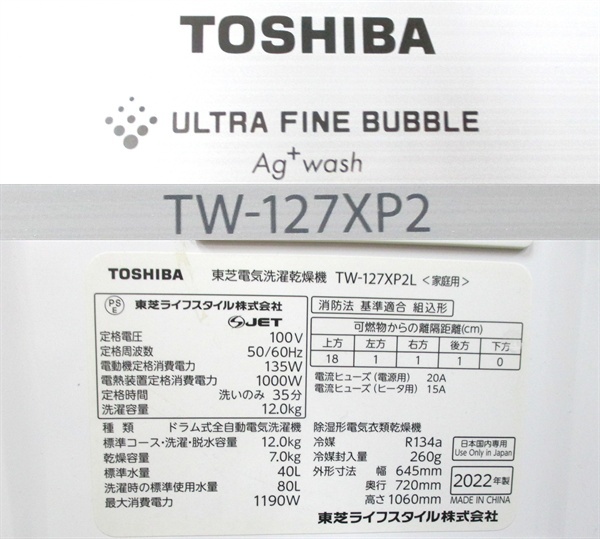 TOSHIBA
ULTRA FINE BUBBLE
Ag+ wash
TW-127XP2
TOSHIBA 東芝電気洗濯乾燥機 TW-127XP2L <家庭用>
PSE 東芝ライフスタイル株式会社
JET
定格電圧 100V
定格周波数 50/60Hz
電動機定格消費電力 135W
電熱装置定格消費電力 1000W
定格時間 洗いのみ 35分
洗濯容量 12.0kg
消防法 基準適合 組込形
可燃物からの離隔距離(cm)
上方 左方 右方 後方 下方
18 1 1 1 0
電流ヒューズ(電源用) 20A
電流ヒューズ(ヒータ用) 15A
種類 ドラム式全自動電気洗濯機
標準コース・洗濯・脱水容量 12.0kg
乾燥容量 7.0kg
標準水量 40L
洗濯時の標準使用水量 80L
最大消費電力 1190W
除湿形電気衣類乾燥機
冷媒 R134a
冷媒封入量 260g
外形寸法 幅 645mm
奥行 720mm
高さ 1060mm
日本国内専用
Use Only in Japan
2022年製
MADE IN CHINA
東芝ライフスタイル株式会社